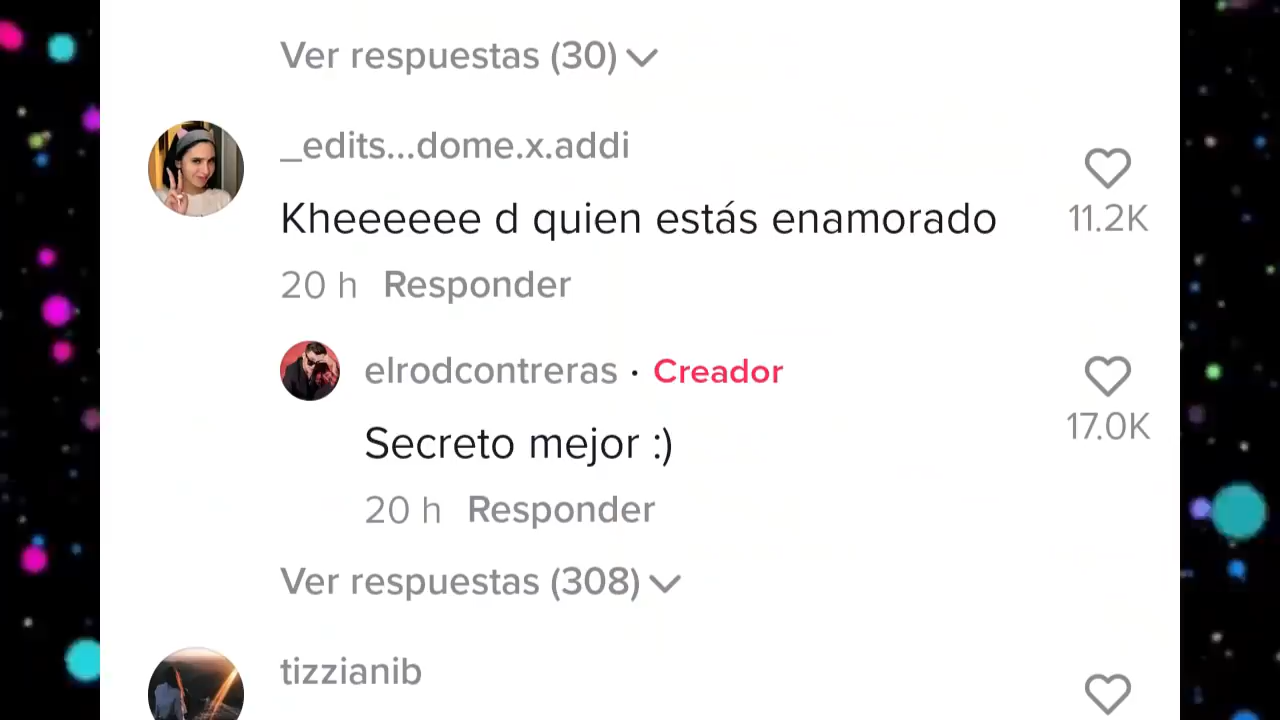 Ver respuestas (30)
_edits...dome.x.addi
Kheeeeee d quien estás enamorado
11.2K
20 h Responder
elrodcontreras · Creador
Secreto mejor :)
17.0K
20 h Responder
Ver respuestas (308)
tizzianib